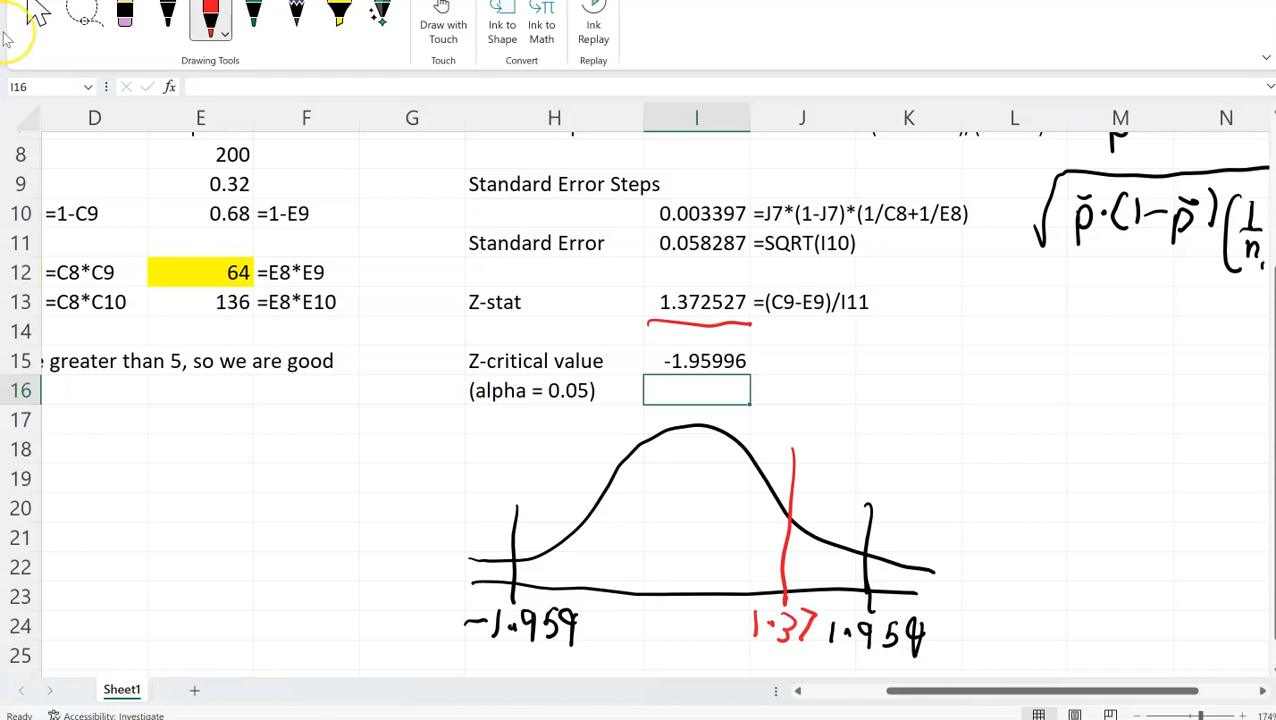 Draw with Touch
Ink to Shape
Ink to Math
Ink Replay
Drawing Tools
Touch
Convert
Replay
I16
fx
D E F G H I J K L M N
8 200
9 0.32 Standard Error Steps
10 =1-C9 0.68 =1-E9 0.003397 =J7*(1-J7)*(1/C8+1/E8)
11 Standard Error 0.058287 =SQRT(I10)
12 =C8*C9 64 =E8*E9
13 =C8*C10 136 =E8*E10 Z-stat 1.372527 =(C9-E9)/I11
14
15 greater than 5, so we are good Z-critical value -1.95996
16 (alpha = 0.05)
17
18
19
20
21
22
23
24
25
√ p̄·(1-p̄)(1/n
-1.959 1.37 1.959
Sheet1
Ready Accessibility: Investigate